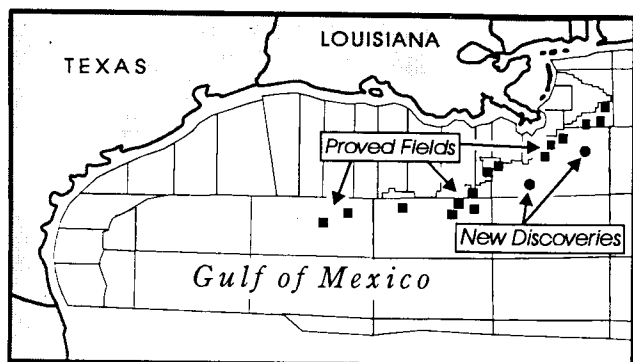 LOUISIANA
TEXAS
Proved Fields
New Discoveries
Gulf of Mexico